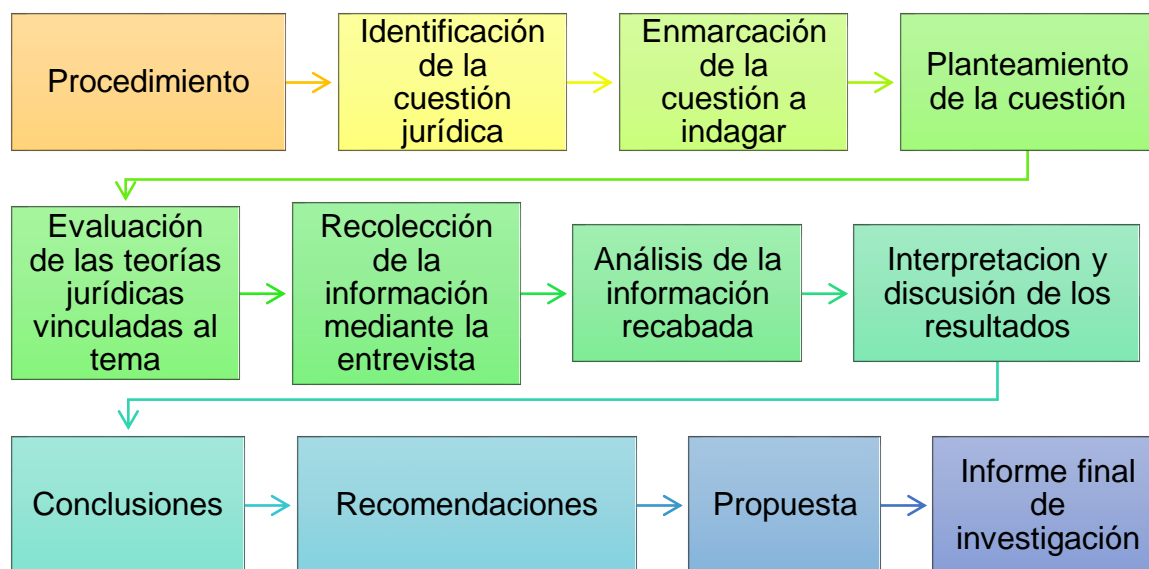 Procedimiento
Identificación
de la
cuestión
jurídica
Enmarcación
de la
cuestión a
indagar
Planteamiento
de la cuestión
Evaluación
de las teorías
jurídicas
vinculadas al
tema
Recolección
de la
información
mediante la
entrevista
Análisis de la
información
recabada
Interpretacion y
discusión de los
resultados
Conclusiones
Recomendaciones
Propuesta
Informe final
de
investigación